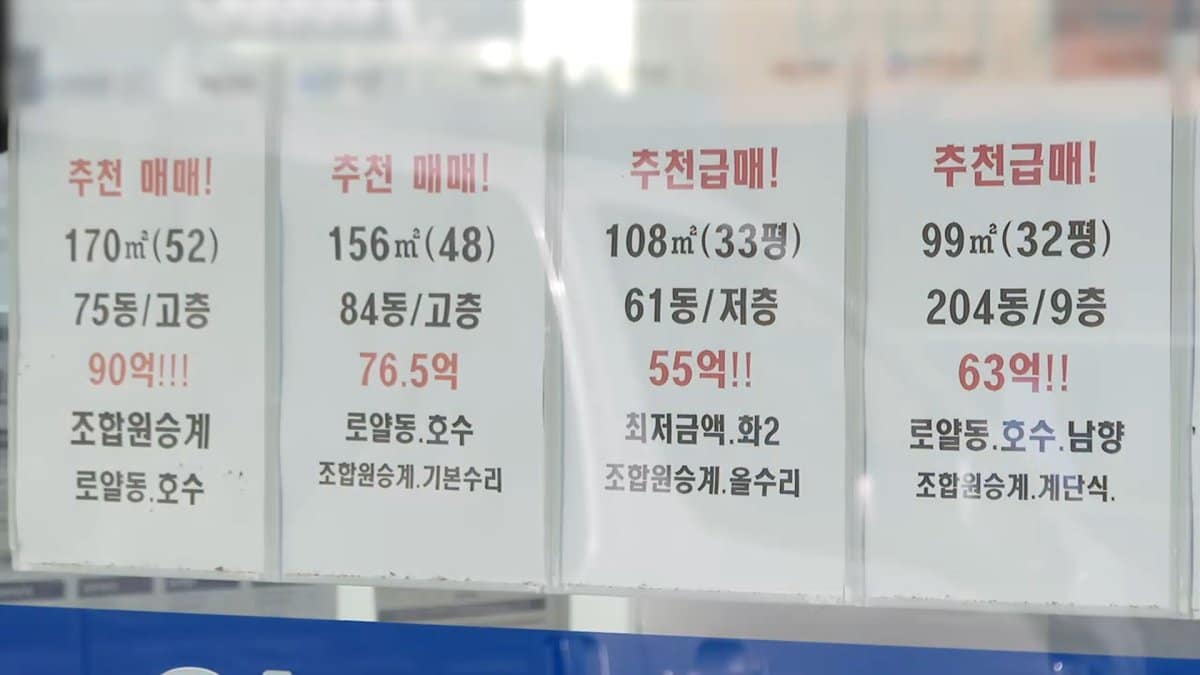 추천 매매!
170㎡(52)
75동/고층
90억!!!
조합원승계
로얄동.호수
추천 매매!
156㎡(48)
84동/고층
76.5억
로얄동.호수
조합원승계.기본수리
추천급매!
108㎡(33평)
61동/저층
55억!!
최저금액.화2
조합원승계.올수리
추천급매!
99㎡(32평)
204동/9층
63억!!
로얄동.호수.남향
조합원승계.계단식.